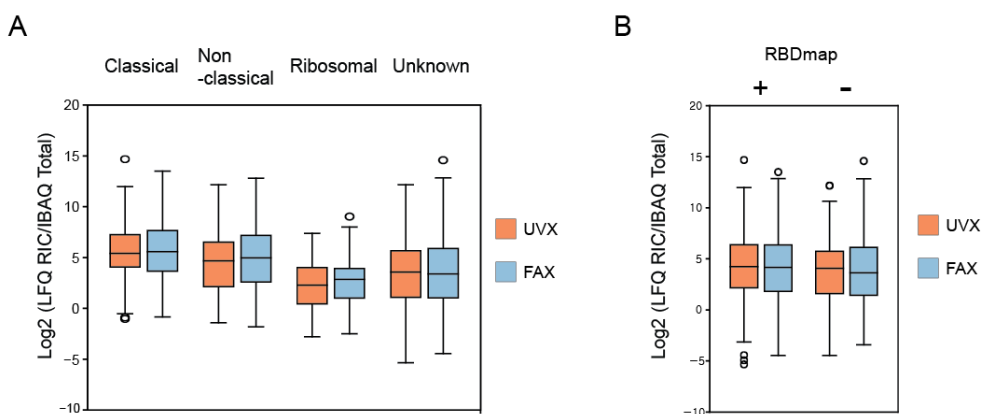 A
Classical
Non
-classical
Ribosomal
Unknown
Log2 (LFQ RIC/IBAQ Total)
20
15
10
5
0
−5
−10
UVX
FAX
B
RBDmap
+
-
Log2 (LFQ RIC/IBAQ Total)
20
15
10
5
0
−5
−10
UVX
FAX